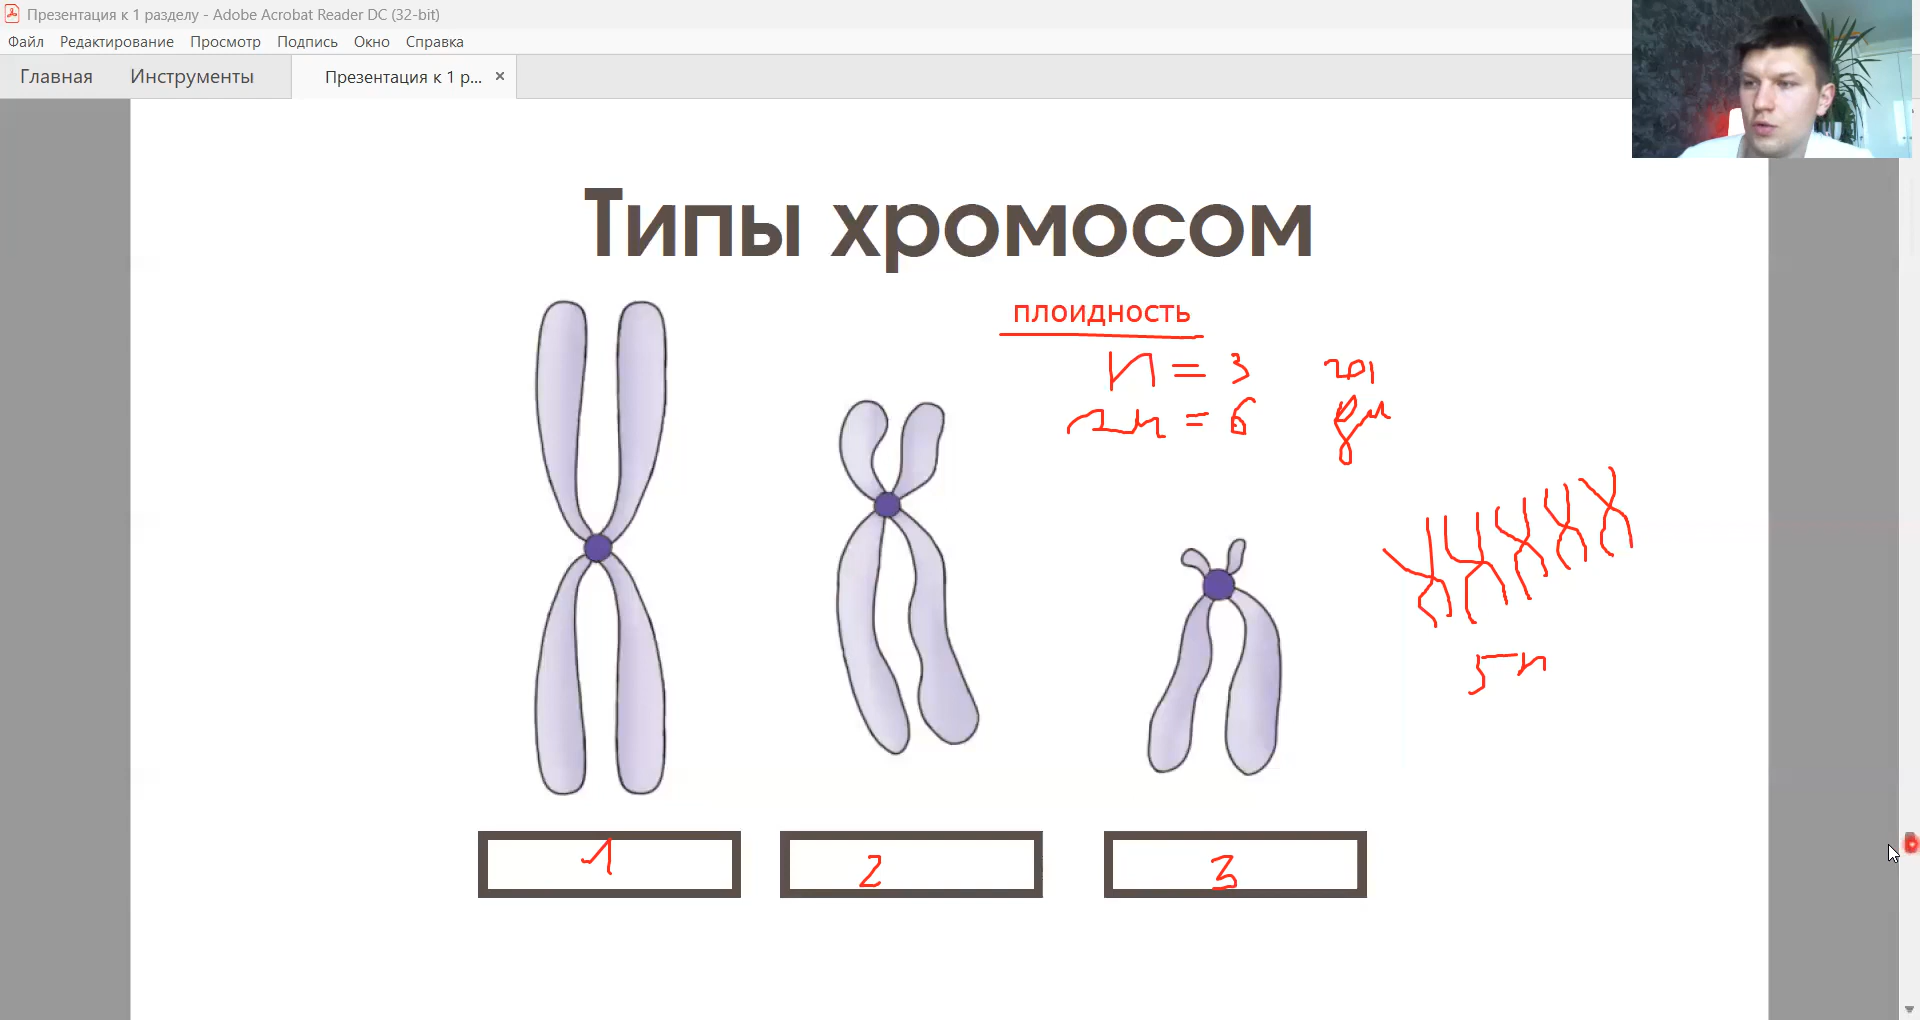 Презентация к 1 разделу - Adobe Acrobat Reader DC (32-bit)
Файл Редактирование Просмотр Подпись Окно Справка
Главная Инструменты Презентация к 1 р... ×
Типы хромосом
плоидность
n = 3
2n = 6
5n
1 2 3